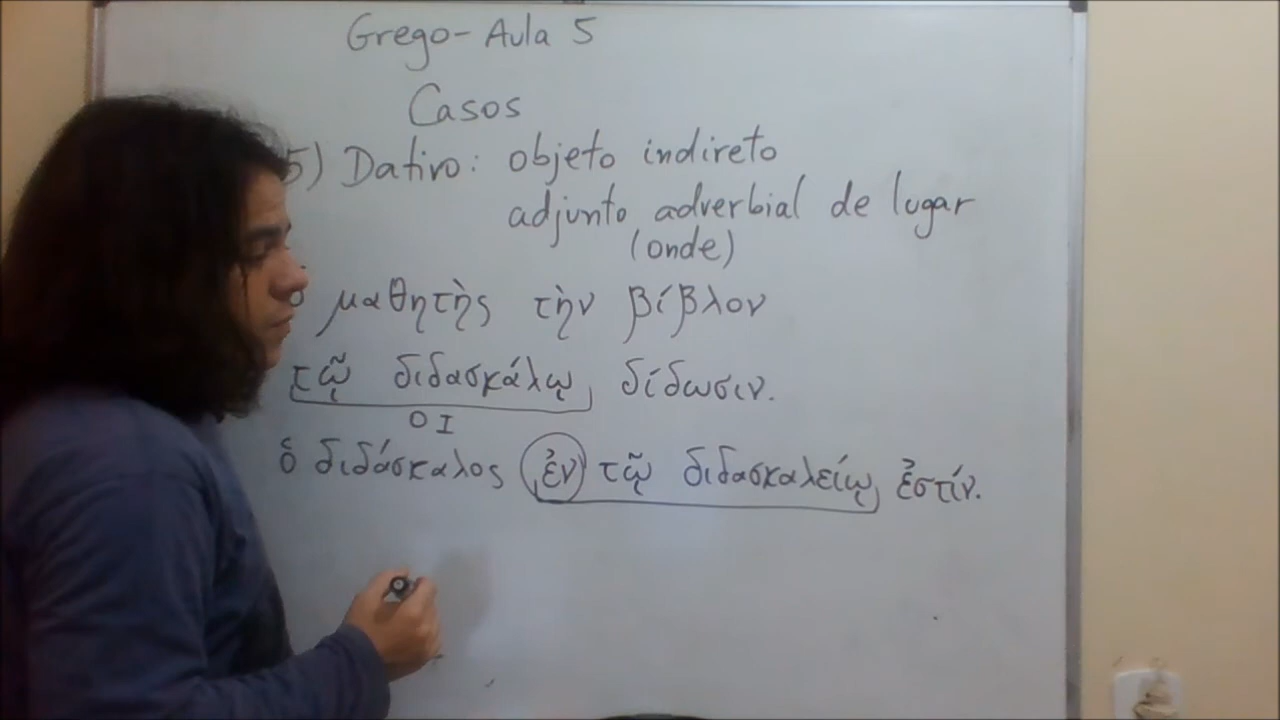 Grego - Aula 5
Casos
5) Dativo: objeto indireto
adjunto adverbial de lugar
(onde)
μαθητὴς τὴν βίβλον
τῷ διδασκάλῳ δίδωσιν.
OI
ὁ διδάσκαλος ἐν τῷ διδασκαλείῳ ἐστίν.